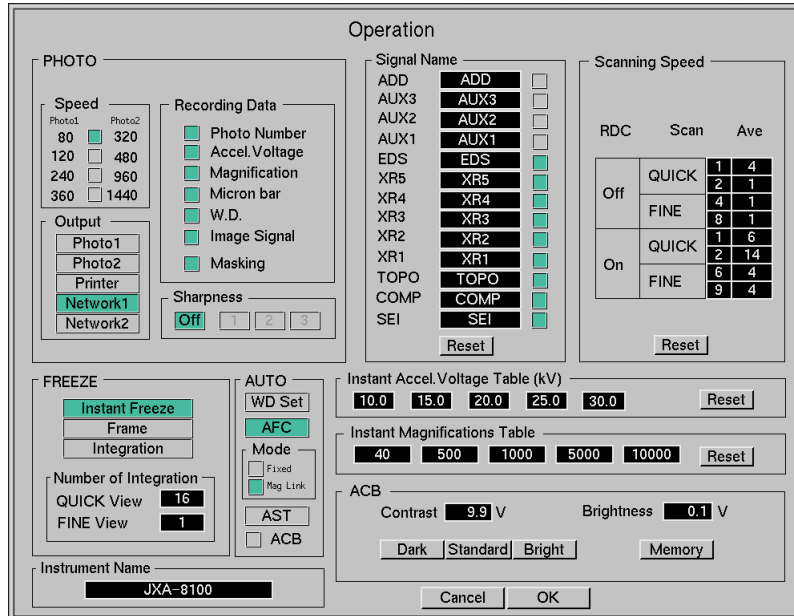 Operation
PHOTO
Speed
Photo1 Photo2
80 320
120 480
240 960
360 1440
Output
Photo1
Photo2
Printer
Network1
Network2
Recording Data
Photo Number
Accel.Voltage
Magnification
Micron bar
W.D.
Image Signal
Masking
Sharpness
Off 1 2 3
Signal Name
ADD ADD
AUX3 AUX3
AUX2 AUX2
AUX1 AUX1
EDS EDS
XR5 XR5
XR4 XR4
XR3 XR3
XR2 XR2
XR1 XR1
TOPO TOPO
COMP COMP
SEI SEI
Reset
Scanning Speed
RDC Scan Ave
Off QUICK 1 4
2 1
FINE 4 1
8 1
On QUICK 1 6
2 14
FINE 6 4
9 4
Reset
FREEZE
Instant Freeze
Frame
Integration
Number of Integration
QUICK View 16
FINE View 1
AUTO
WD Set
AFC
Mode
Fixed
Mag Link
AST
ACB
Instant Accel.Voltage Table (kV)
10.0 15.0 20.0 25.0 30.0 Reset
Instant Magnifications Table
40 500 1000 5000 10000 Reset
ACB
Contrast 9.9 V Brightness 0.1 V
Dark Standard Bright Memory
Instrument Name
JXA-8100
Cancel OK